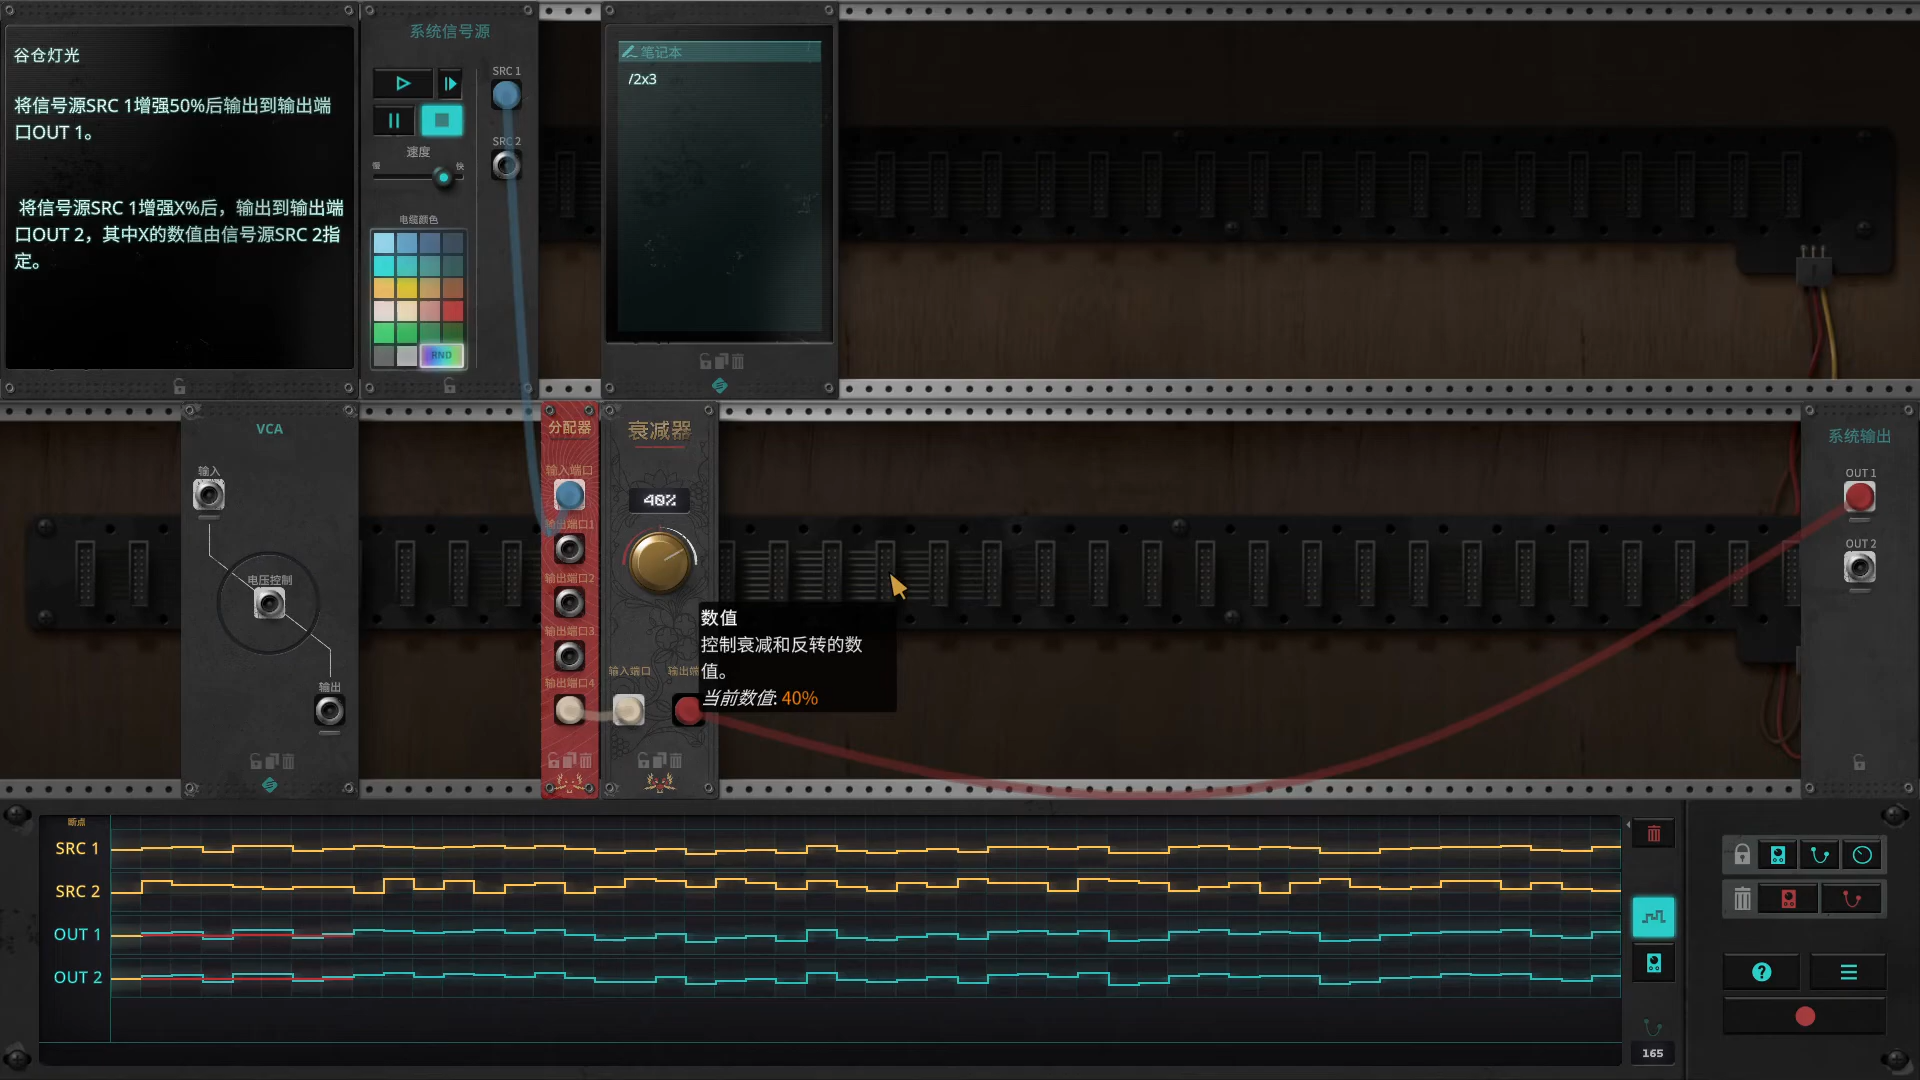 谷仓灯光
将信号源SRC 1增强50%后输出到输出端
口OUT 1。
将信号源SRC 1增强X%后，输出到输出端
口OUT 2，其中X的数值由信号源SRC 2指
定。
系统信号源
SRC 1
SRC 2
速度
慢
快
电缆颜色
RND
笔记本
/2x3
VCA
输入
电压控制
输出
分配器
输入端口
输出端口1
输出端口2
输出端口3
输出端口4
衰减器
40%
输入端口
输出端
数值
控制衰减和反转的数
值。
当前数值: 40%
系统输出
OUT 1
OUT 2
断点
SRC 1
SRC 2
OUT 1
OUT 2
165